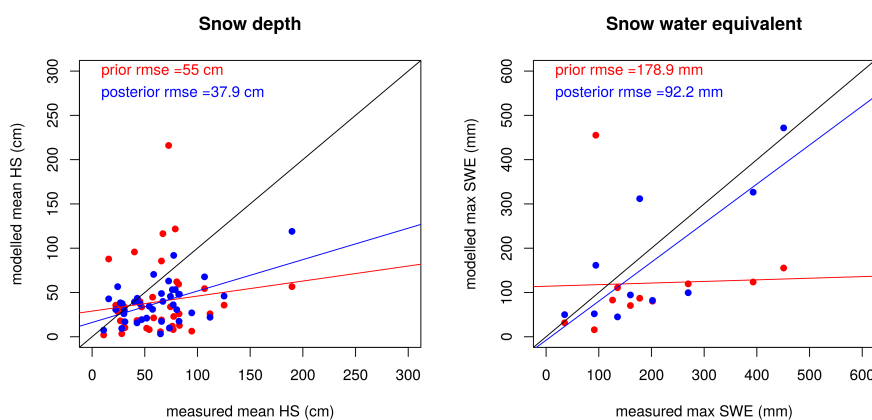 Snow depth
prior rmse =55 cm
posterior rmse =37.9 cm
modelled mean HS (cm)
300
250
200
150
100
50
0
0 50 100 150 200 250 300
measured mean HS (cm)
Snow water equivalent
prior rmse =178.9 mm
posterior rmse =92.2 mm
modelled max SWE (mm)
600
500
400
300
200
100
0
0 100 200 300 400 500 600
measured max SWE (mm)